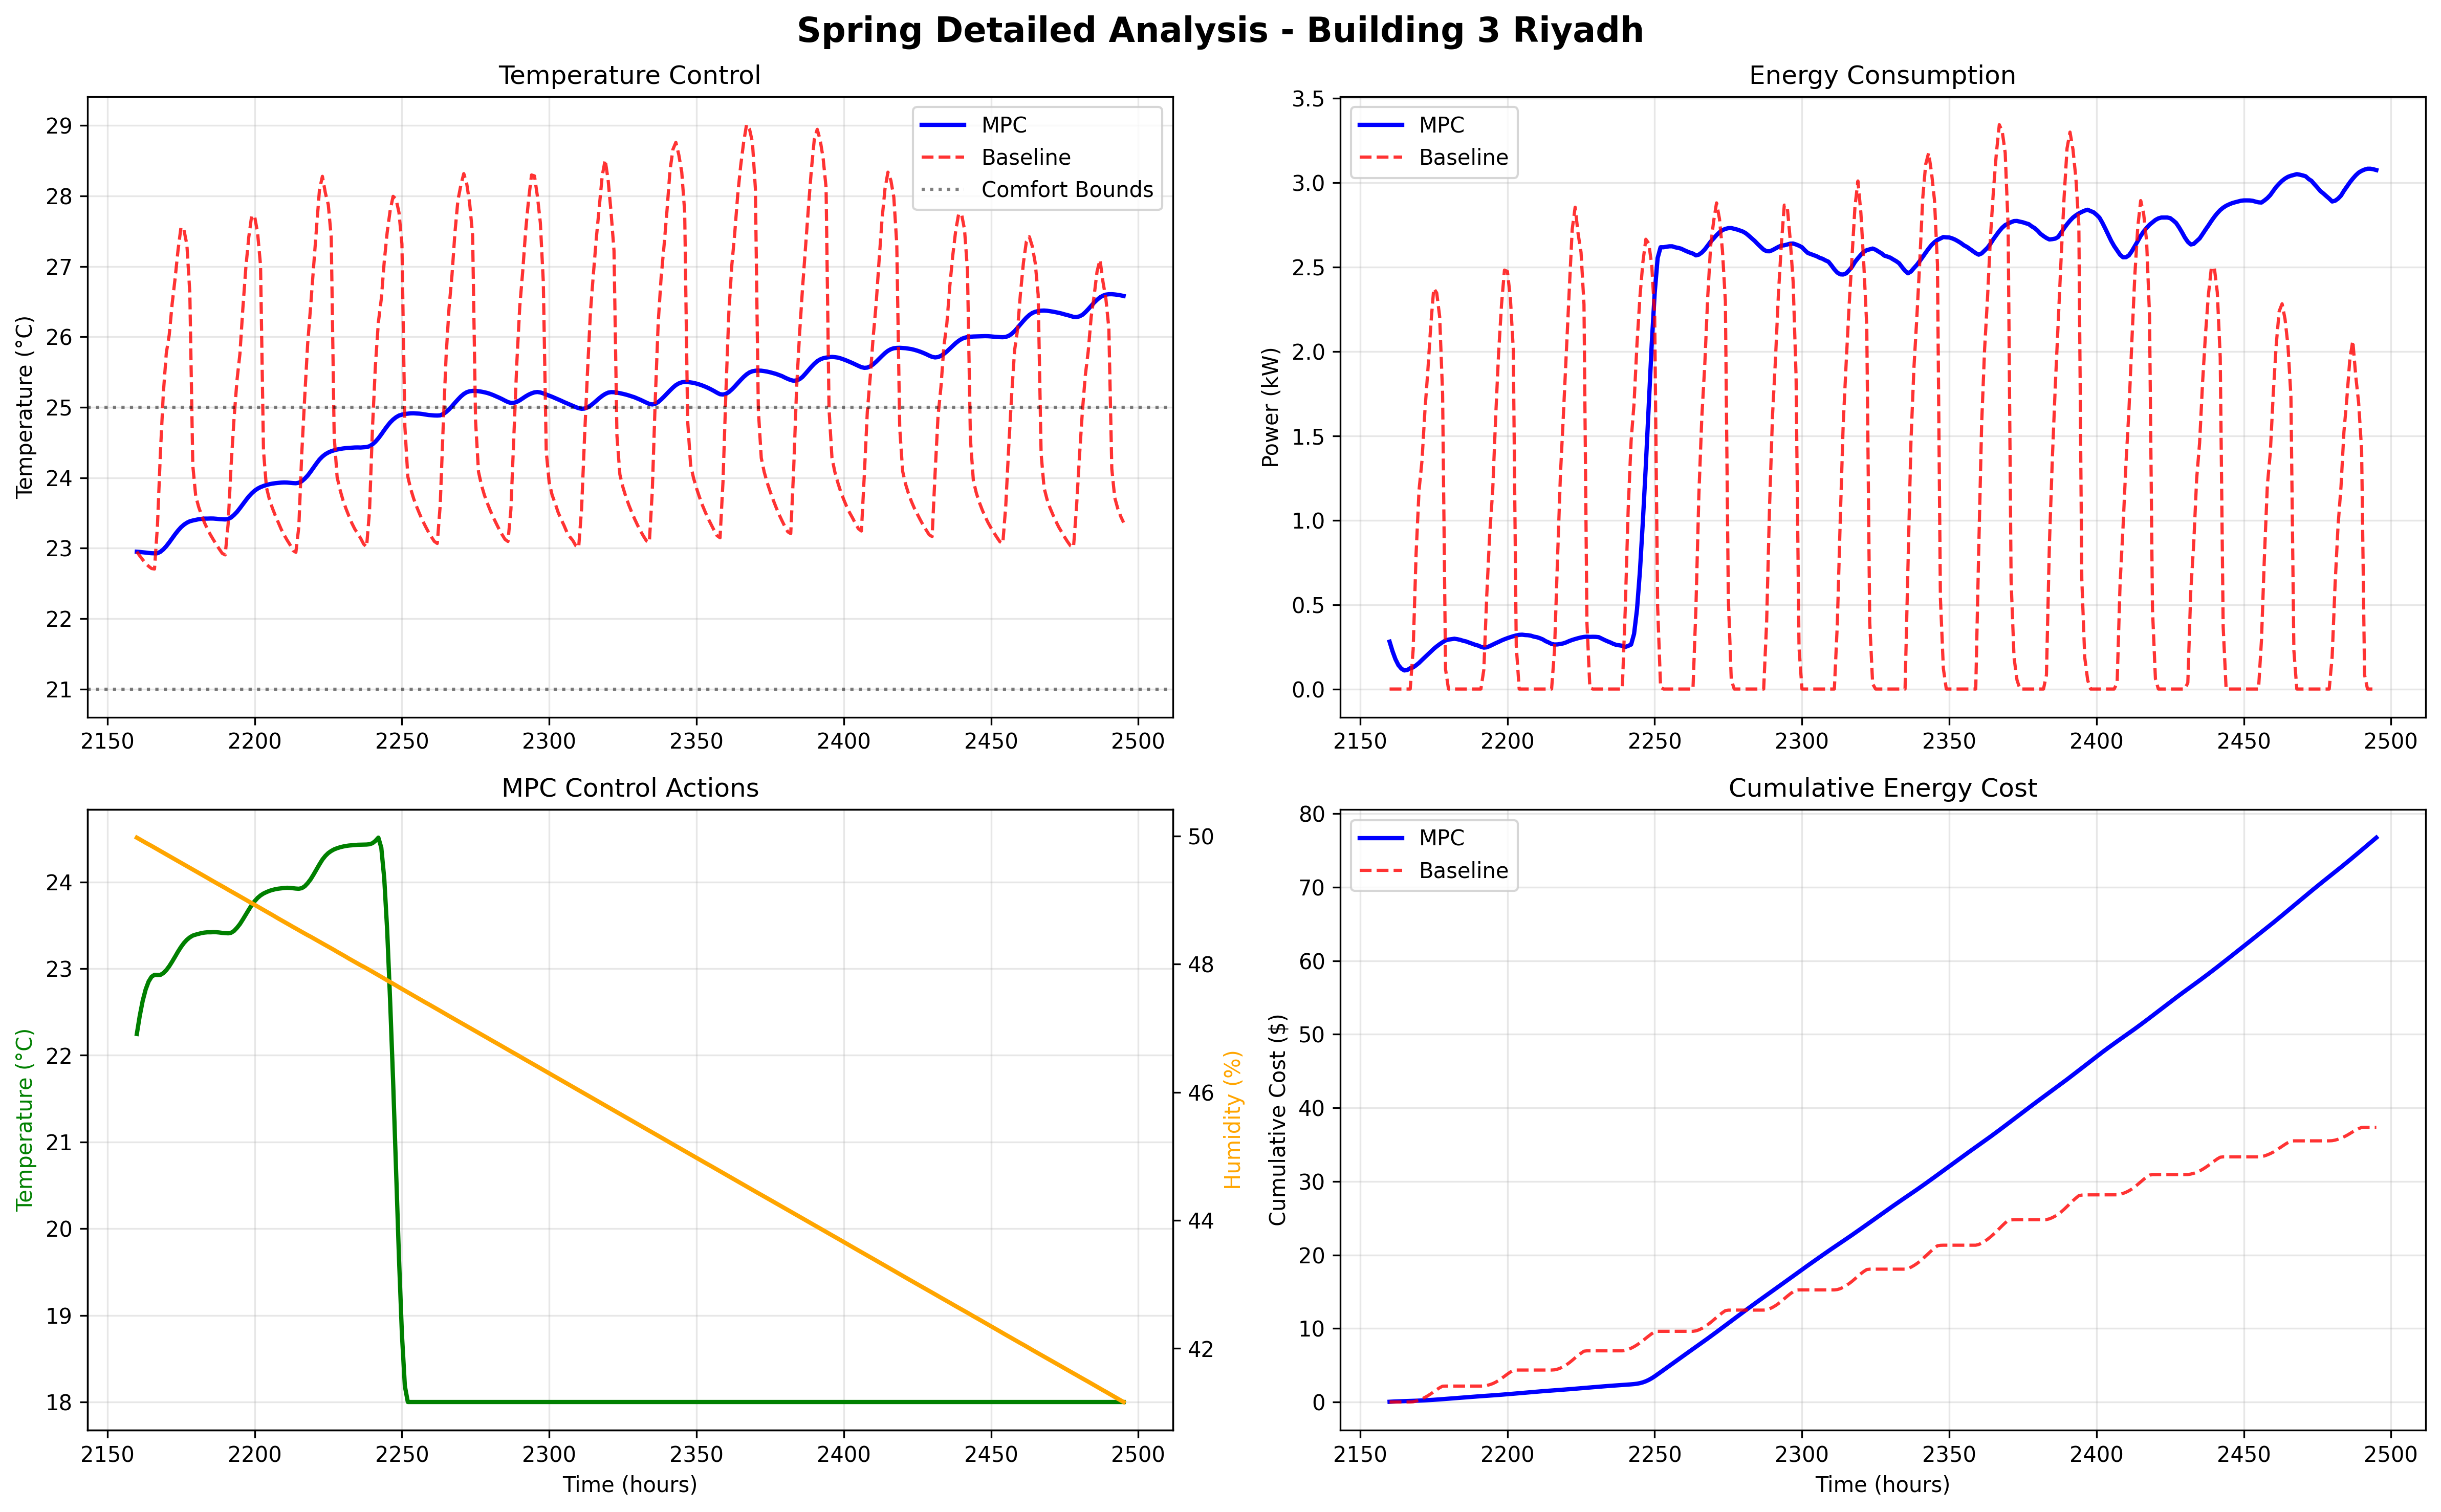 Spring Detailed Analysis - Building 3 Riyadh
Temperature Control
29
28
27
26
25
24
23
22
21
Temperature (°C)
MPC
Baseline
Comfort Bounds
2150 2200 2250 2300 2350 2400 2450 2500
Energy Consumption
3.5
3.0
2.5
2.0
1.5
1.0
0.5
0.0
Power (kW)
MPC
Baseline
2150 2200 2250 2300 2350 2400 2450 2500
MPC Control Actions
24
23
22
21
20
19
18
Temperature (°C)
50
48
46
44
42
Humidity (%)
2150 2200 2250 2300 2350 2400 2450 2500
Time (hours)
Cumulative Energy Cost
80
70
60
50
40
30
20
10
0
Cumulative Cost ($)
MPC
Baseline
2150 2200 2250 2300 2350 2400 2450 2500
Time (hours)